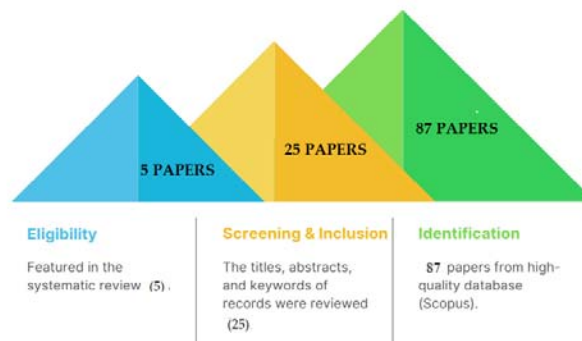 5 PAPERS
25 PAPERS
87 PAPERS
Eligibility
Featured in the
systematic review (5) .
Screening & Inclusion
The titles, abstracts,
and keywords of
records were reviewed
(25)
Identification
87 papers from high-
quality database
(Scopus).